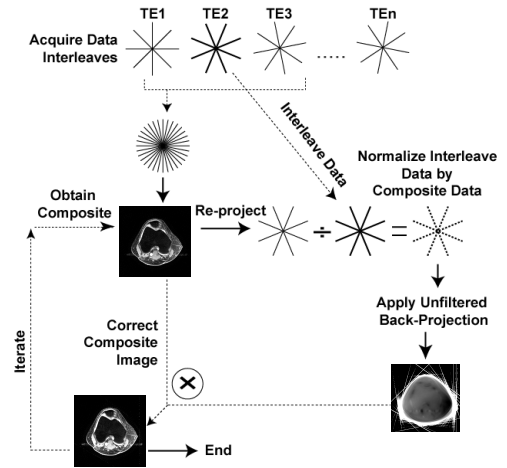 TE1 TE2 TE3 TEn
Acquire Data
Interleaves
.....
Interleave Data
Normalize Interleave
Data by
Composite Data
Obtain
Composite
Re-project
÷
=
Apply Unfiltered
Back-Projection
Correct
Composite
Image
Iterate
×
End